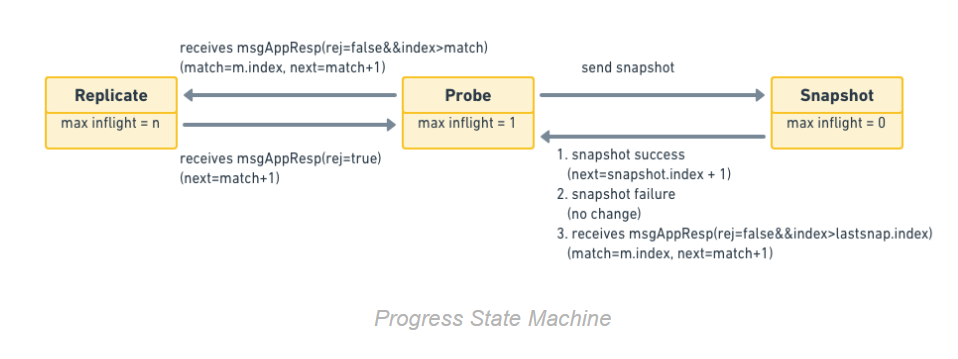 receives msgAppResp(rej=false&&index>match)
(match=m.index, next=match+1)
send snapshot
Replicate
max inflight = n
Probe
max inflight = 1
Snapshot
max inflight = 0
receives msgAppResp(rej=true)
(next=match+1)
1. snapshot success
(next=snapshot.index + 1)
2. snapshot failure
(no change)
3. receives msgAppResp(rej=false&&index>lastsnap.index)
(match=m.index, next=match+1)
Progress State Machine